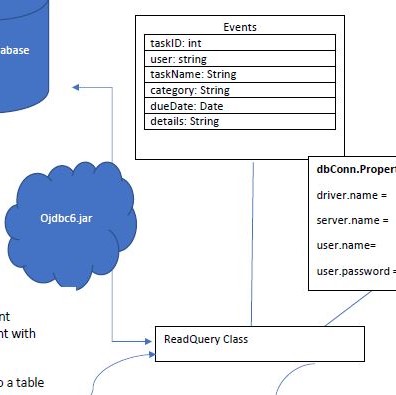 Events
taskID: int
user: string
taskName: String
category: String
dueDate: Date
details: String
abase
dbConn.Propert
driver.name =
server.name =
user.name=
user.password =
Ojdbc6.jar
nt
nt with
ReadQuery Class
o a table